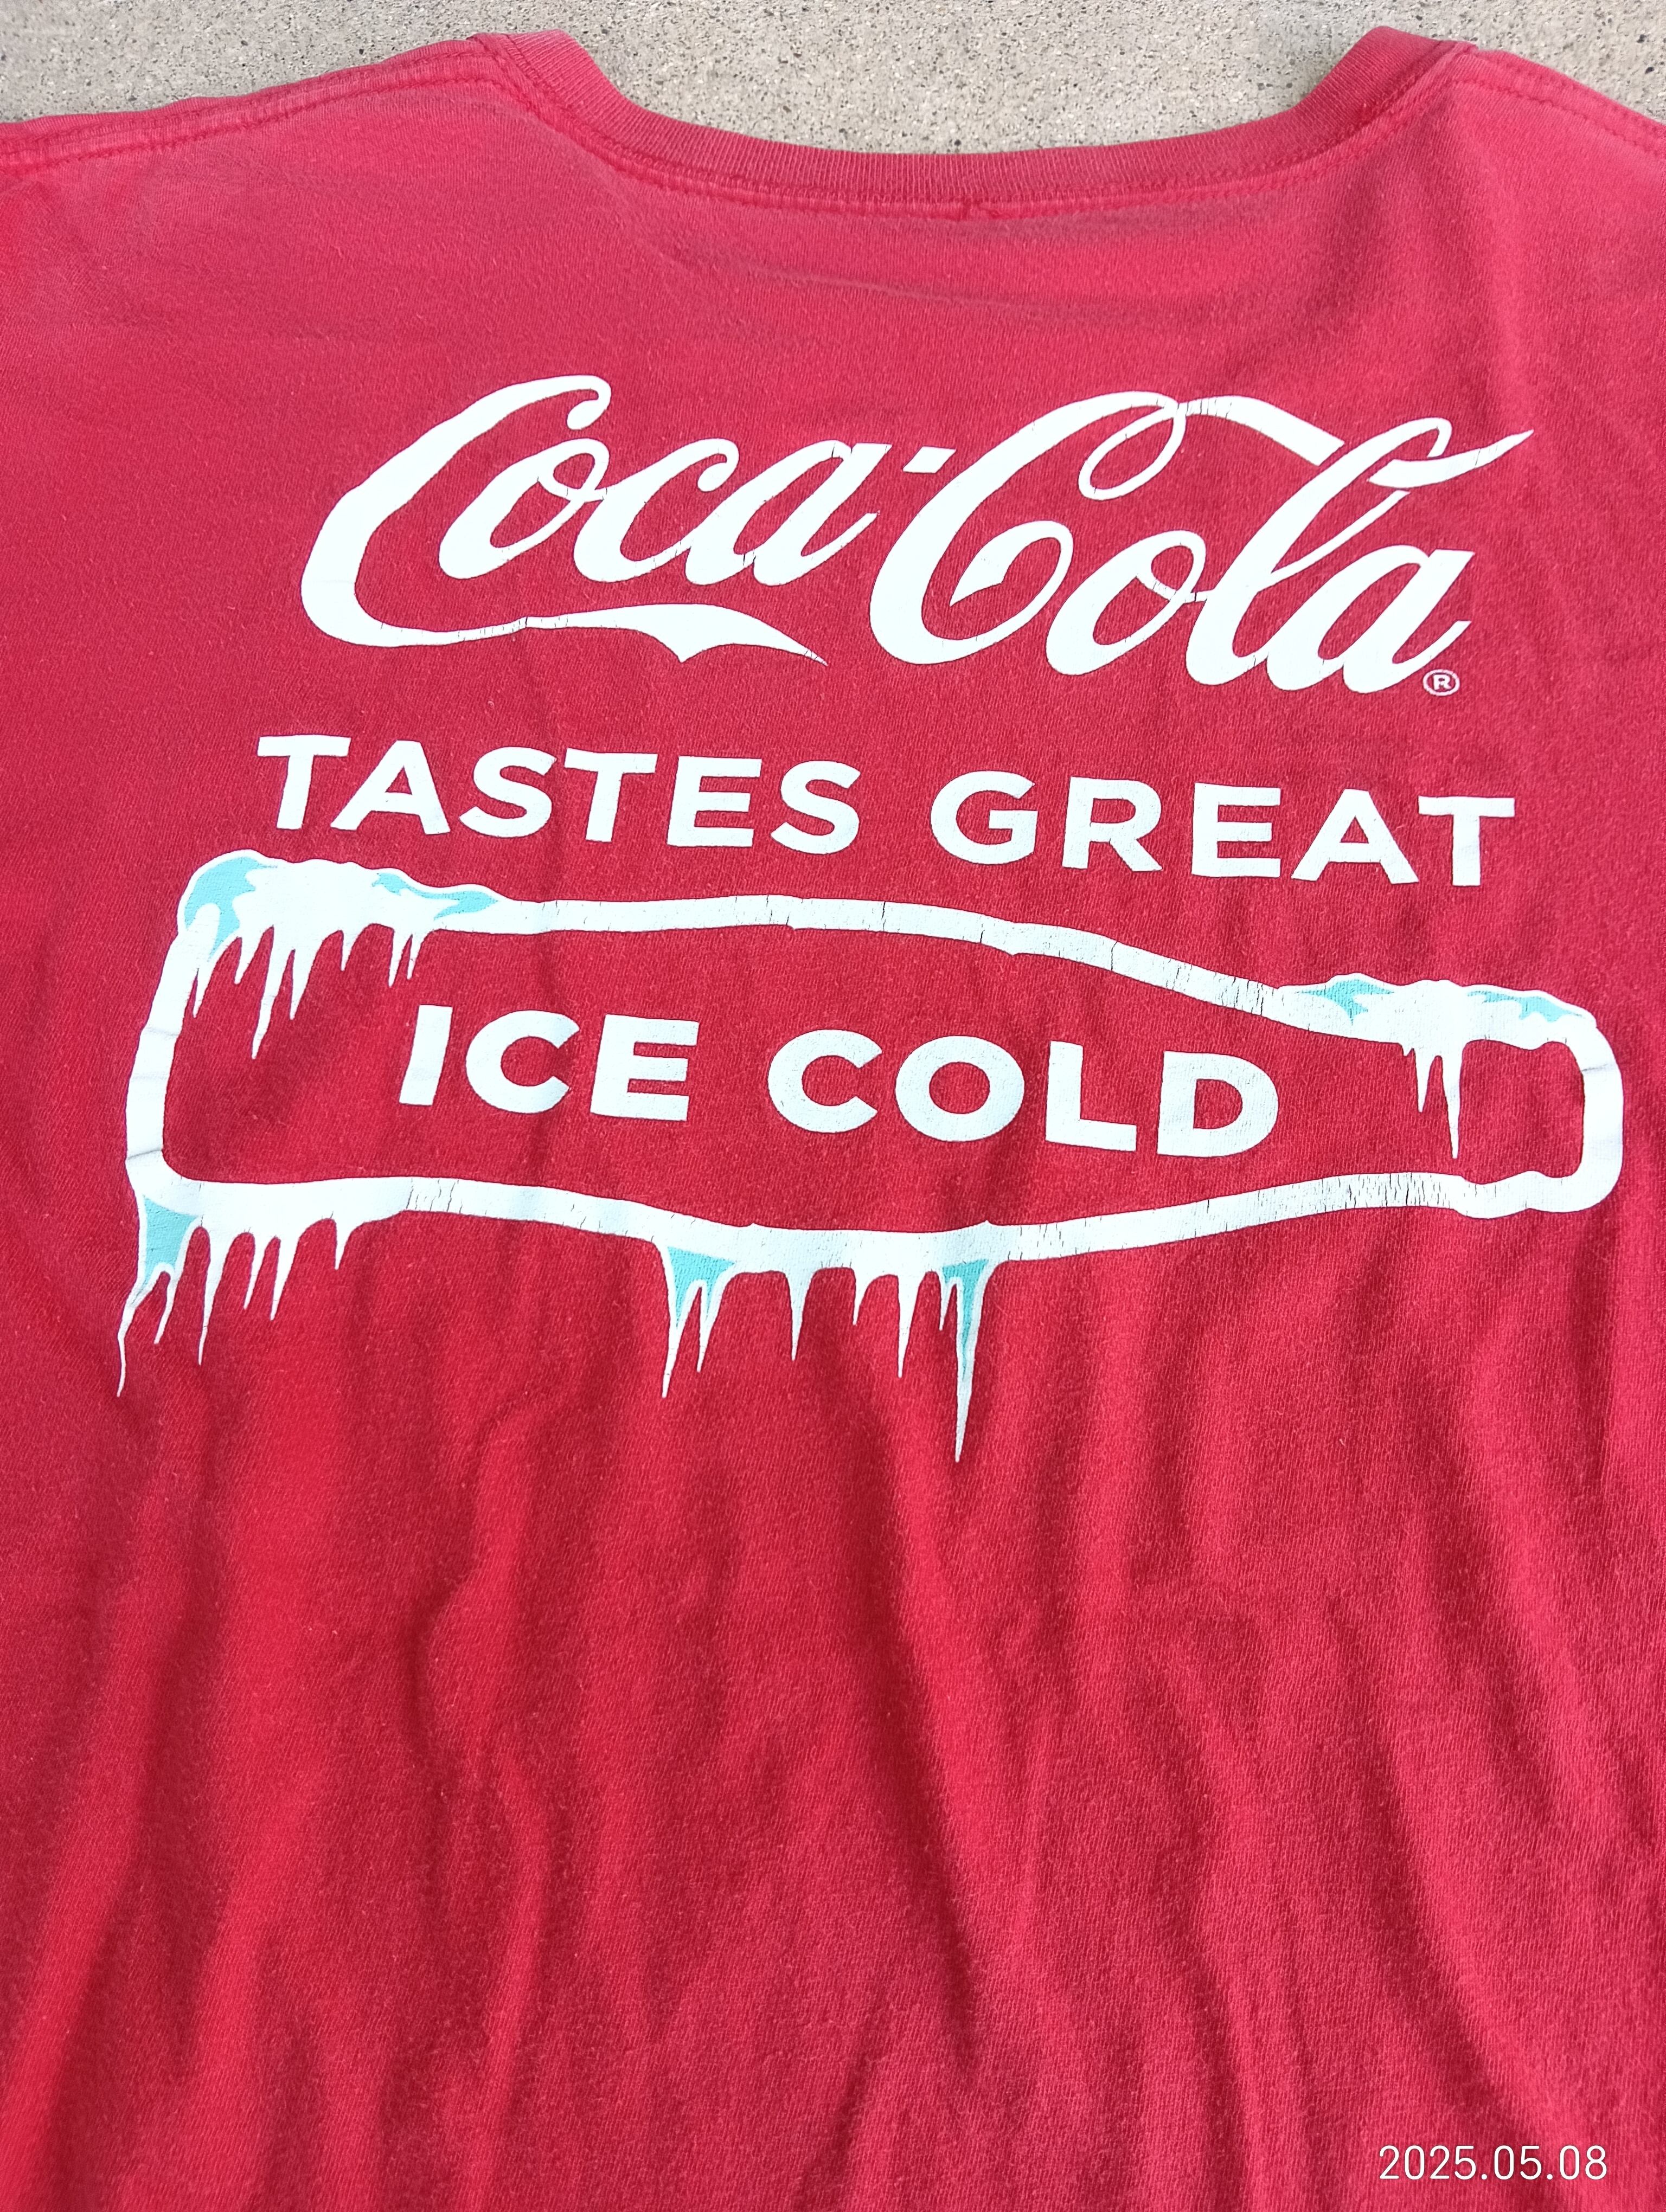 Coca-Cola®
TASTES GREAT
ICE COLD
2025.05.08